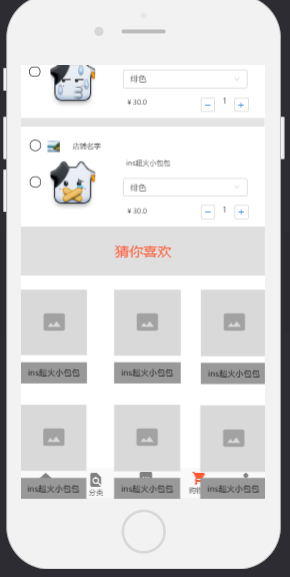 绯色
¥ 30.0
− 1 +
店铺名字
ins超火小包包
绯色
¥ 30.0
− 1 +
猜你喜欢
ins超火小包包 ins超火小包包 ins超火小包包
ins超火小包包 分类 ins超火小包包 购 ins超火小包包